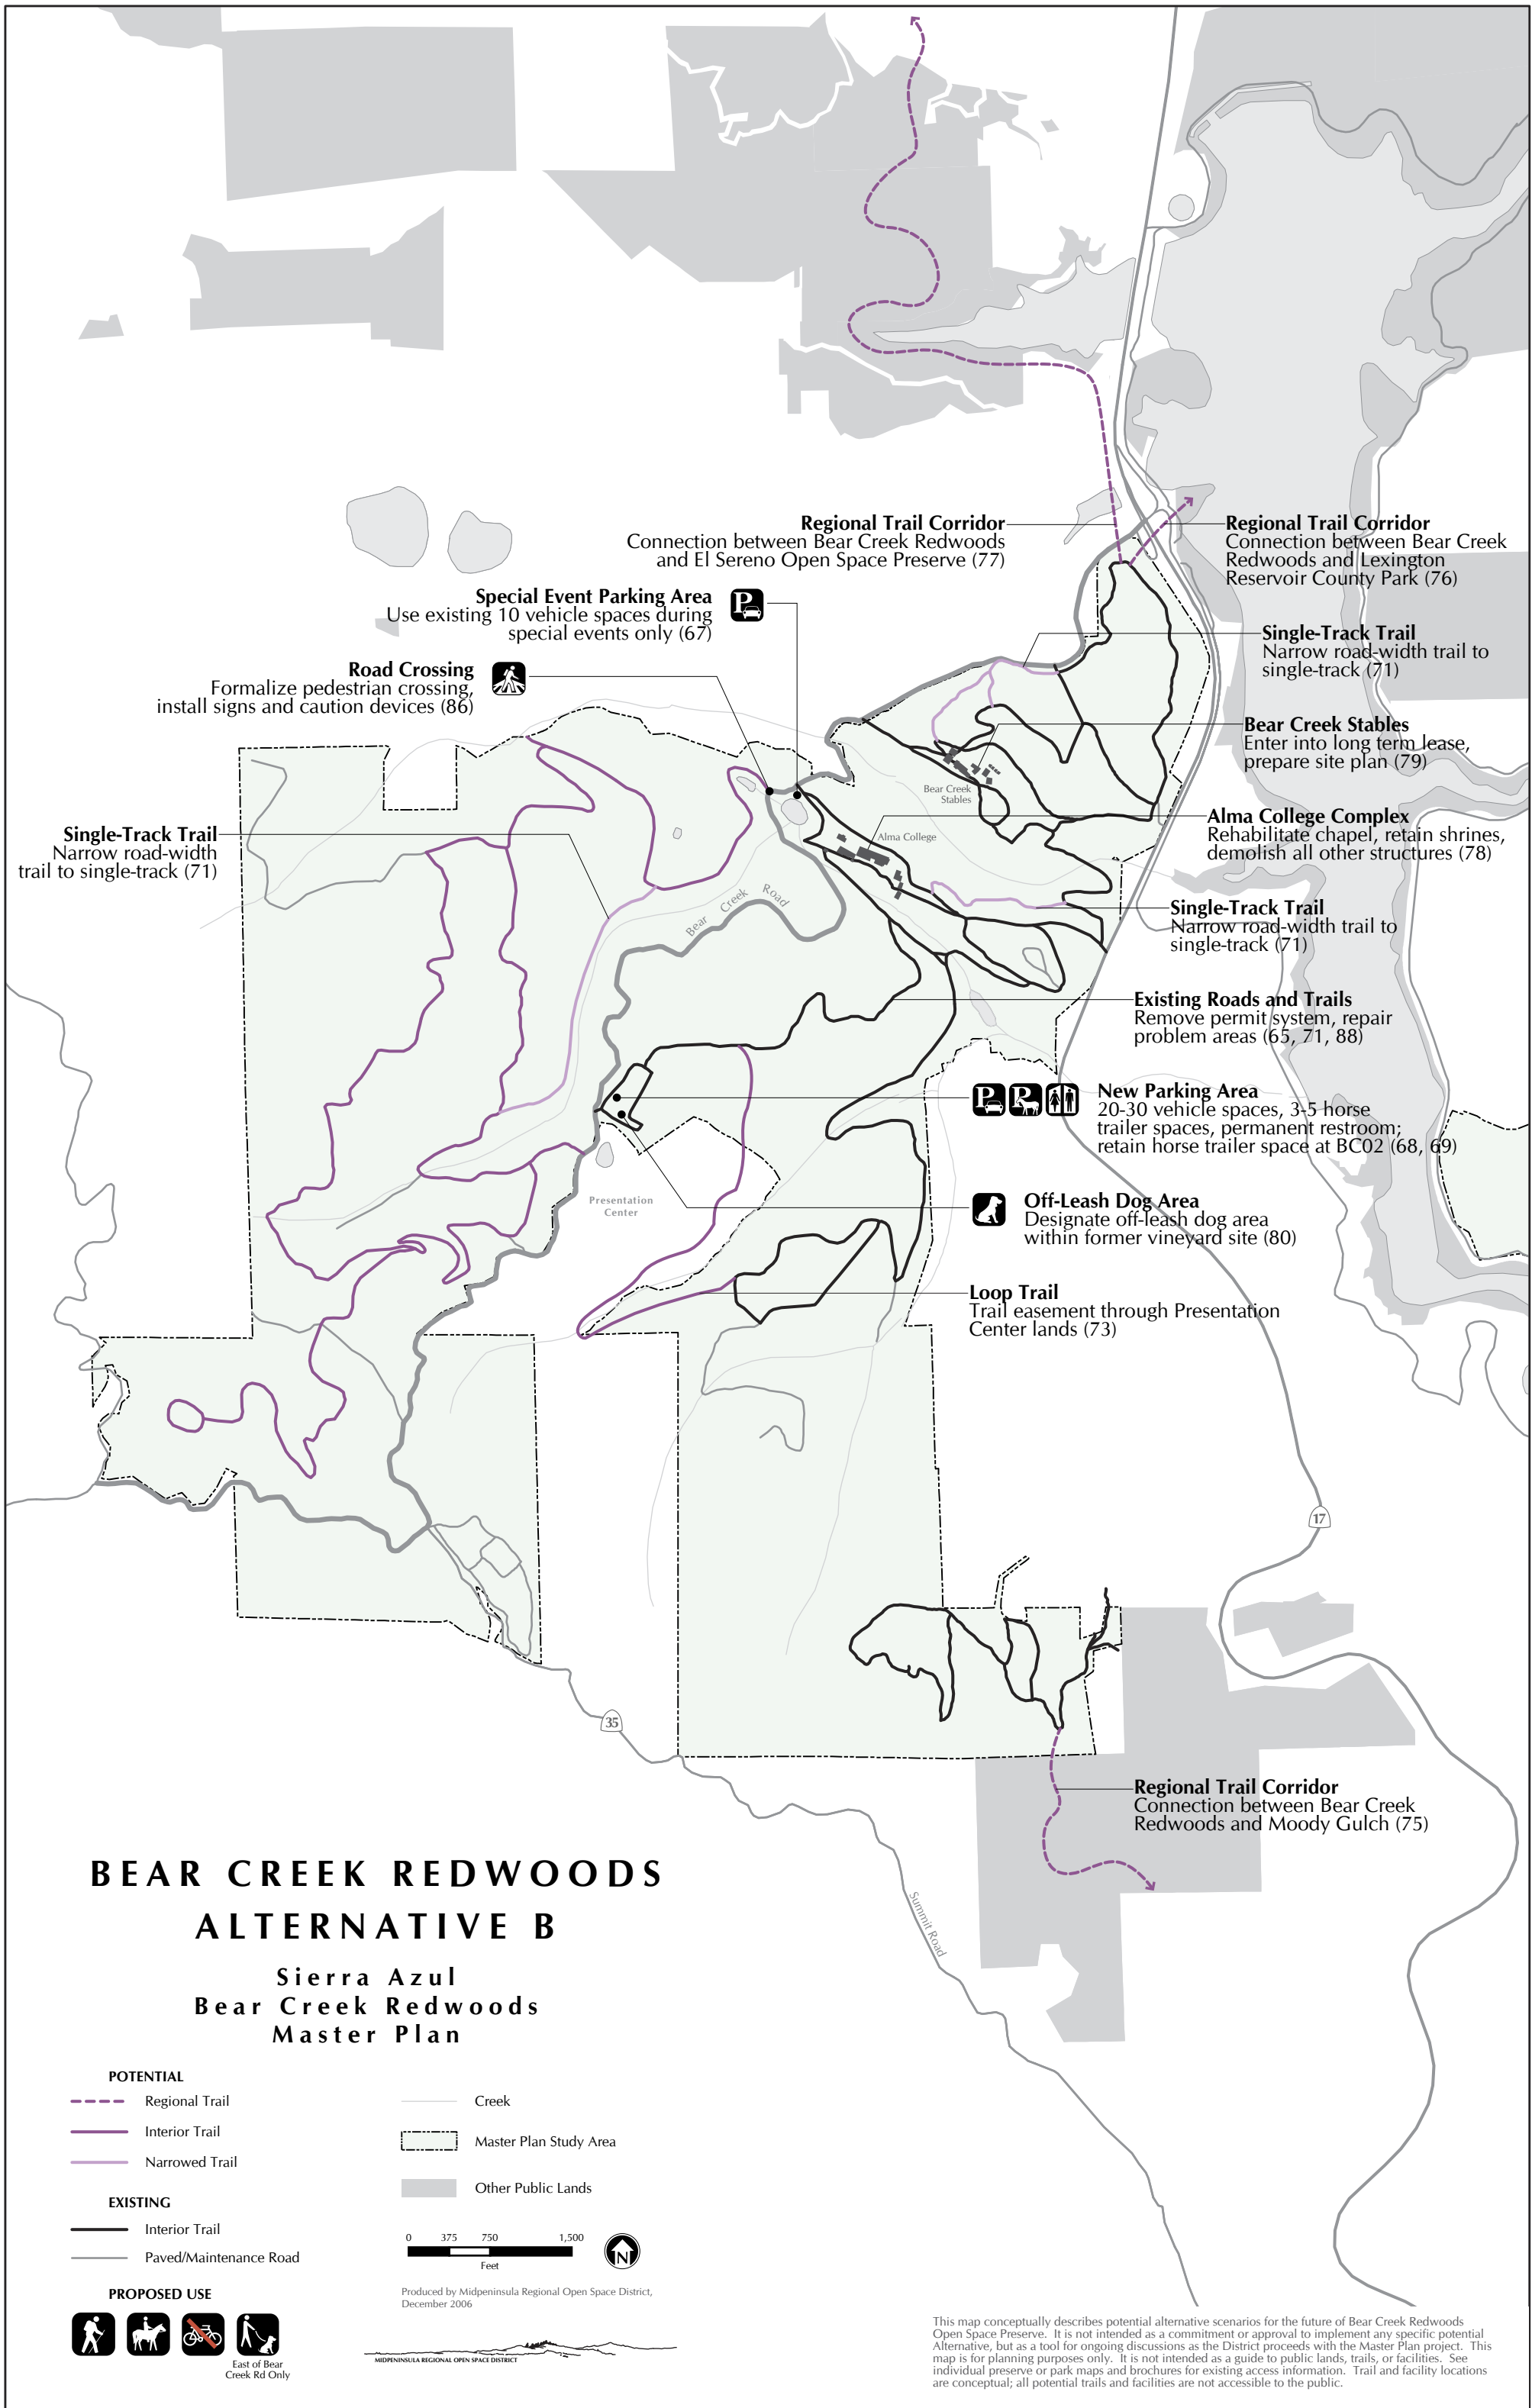 Regional Trail Corridor
Connection between Bear Creek Redwoods
and El Sereno Open Space Preserve (77)
Regional Trail Corridor
Connection between Bear Creek
Redwoods and Lexington
Reservoir County Park (76)
Special Event Parking Area
Use existing 10 vehicle spaces during
special events only (67)
P
Single-Track Trail
Narrow road-width trail to
single-track (71)
Road Crossing
Formalize pedestrian crossing,
install signs and caution devices (86)
Bear Creek Stables
Enter into long term lease,
prepare site plan (79)
Bear Creek
Stables
Alma College Complex
Rehabilitate chapel, retain shrines,
demolish all other structures (78)
Alma College
Single-Track Trail
Narrow road-width
trail to single-track (71)
Bear Creek Road
Single-Track Trail
Narrow road-width trail to
single-track (71)
Existing Roads and Trails
Remove permit system, repair
problem areas (65, 71, 88)
P
P
New Parking Area
20-30 vehicle spaces, 3-5 horse
trailer spaces, permanent restroom;
retain horse trailer space at BC02 (68, 69)
Presentation
Center
Off-Leash Dog Area
Designate off-leash dog area
within former vineyard site (80)
Loop Trail
Trail easement through Presentation
Center lands (73)
17
35
Regional Trail Corridor
Connection between Bear Creek
Redwoods and Moody Gulch (75)
Summit Road
BEAR CREEK REDWOODS
ALTERNATIVE B
Sierra Azul
Bear Creek Redwoods
Master Plan
POTENTIAL
Regional Trail
Interior Trail
Narrowed Trail
EXISTING
Interior Trail
Paved/Maintenance Road
PROPOSED USE
East of Bear
Creek Rd Only
Creek
Master Plan Study Area
Other Public Lands
0 375 750 1,500
Feet
N
Produced by Midpeninsula Regional Open Space District,
December 2006
MIDPENINSULA REGIONAL OPEN SPACE DISTRICT
This map conceptually describes potential alternative scenarios for the future of Bear Creek Redwoods
Open Space Preserve. It is not intended as a commitment or approval to implement any specific potential
Alternative, but as a tool for ongoing discussions as the District proceeds with the Master Plan project. This
map is for planning purposes only. It is not intended as a guide to public lands, trails, or facilities. See
individual preserve or park maps and brochures for existing access information. Trail and facility locations
are conceptual; all potential trails and facilities are not accessible to the public.